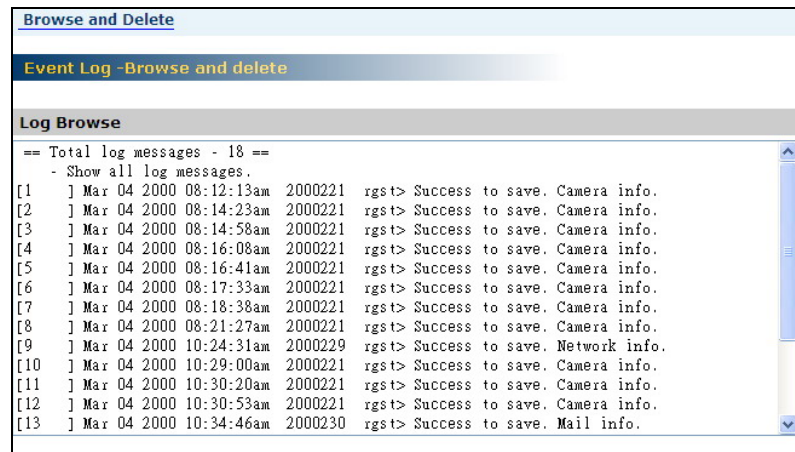 Browse and Delete
Event Log -Browse and delete
Log Browse
== Total log messages - 18 ==
- Show all log messages.
[1 ] Mar 04 2000 08:12:13am 2000221 rgst> Success to save. Camera info.
[2 ] Mar 04 2000 08:14:23am 2000221 rgst> Success to save. Camera info.
[3 ] Mar 04 2000 08:14:58am 2000221 rgst> Success to save. Camera info.
[4 ] Mar 04 2000 08:16:08am 2000221 rgst> Success to save. Camera info.
[5 ] Mar 04 2000 08:16:41am 2000221 rgst> Success to save. Camera info.
[6 ] Mar 04 2000 08:17:33am 2000221 rgst> Success to save. Camera info.
[7 ] Mar 04 2000 08:18:38am 2000221 rgst> Success to save. Camera info.
[8 ] Mar 04 2000 08:21:27am 2000221 rgst> Success to save. Camera info.
[9 ] Mar 04 2000 10:24:31am 2000229 rgst> Success to save. Network info.
[10 ] Mar 04 2000 10:29:00am 2000221 rgst> Success to save. Camera info.
[11 ] Mar 04 2000 10:30:20am 2000221 rgst> Success to save. Camera info.
[12 ] Mar 04 2000 10:30:53am 2000221 rgst> Success to save. Camera info.
[13 ] Mar 04 2000 10:34:46am 2000230 rgst> Success to save. Mail info.